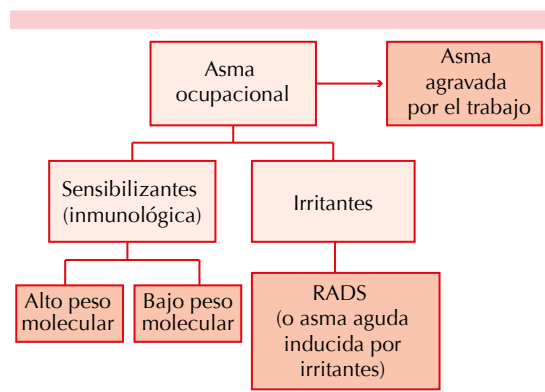 Asma
ocupacional
Asma
agravada
por el trabajo
Sensibilizantes
(inmunológica)
Irritantes
Alto peso
molecular
Bajo peso
molecular
RADS
(o asma aguda
inducida por
irritantes)